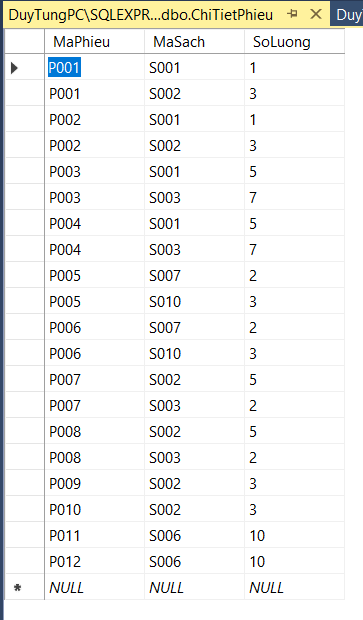 DuyTungPC\SQLEXPR...dbo.ChiTietPhieu Duy
MaPhieu MaSach SoLuong
P001 S001 1
P001 S002 3
P002 S001 1
P002 S002 3
P003 S001 5
P003 S003 7
P004 S001 5
P004 S003 7
P005 S007 2
P005 S010 3
P006 S007 2
P006 S010 3
P007 S002 5
P007 S003 2
P008 S002 5
P008 S003 2
P009 S002 3
P010 S002 3
P011 S006 10
P012 S006 10
* NULL NULL NULL